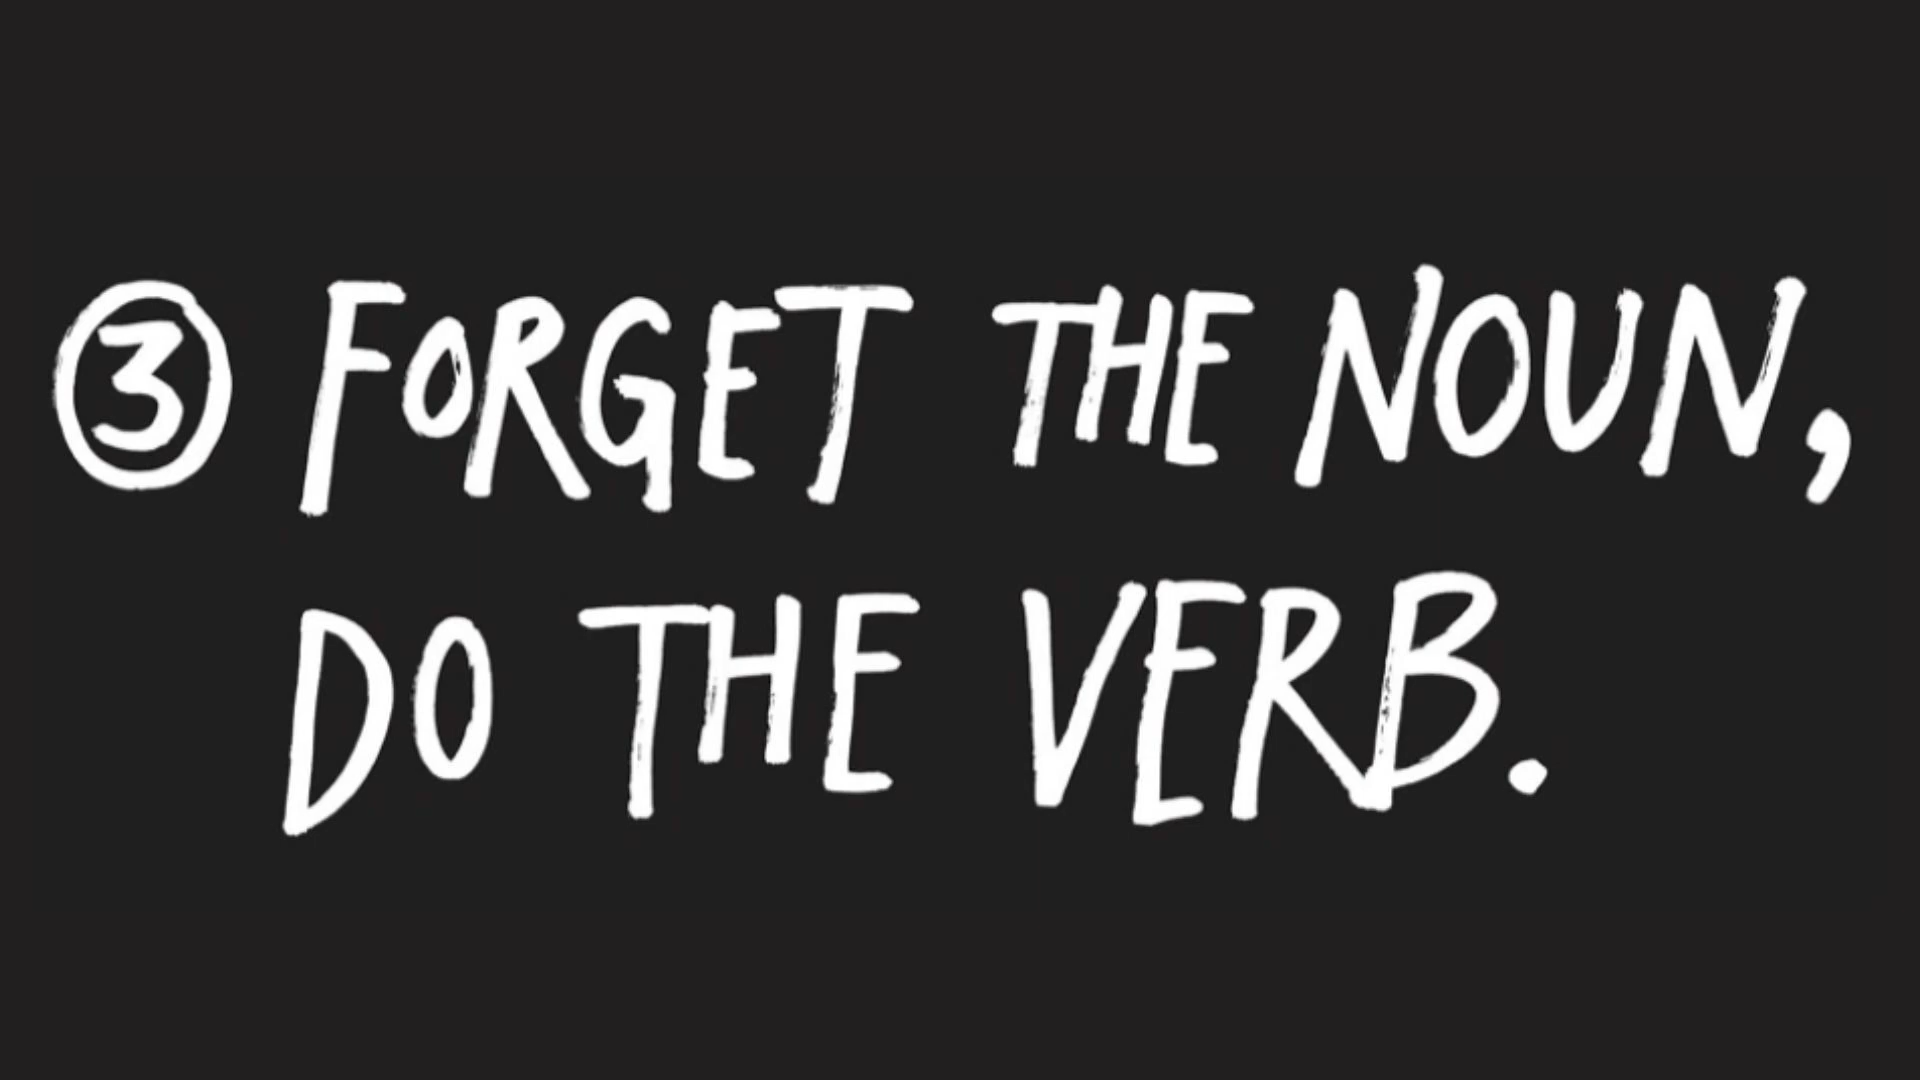 ③ FORGET THE NOUN,
DO THE VERB.